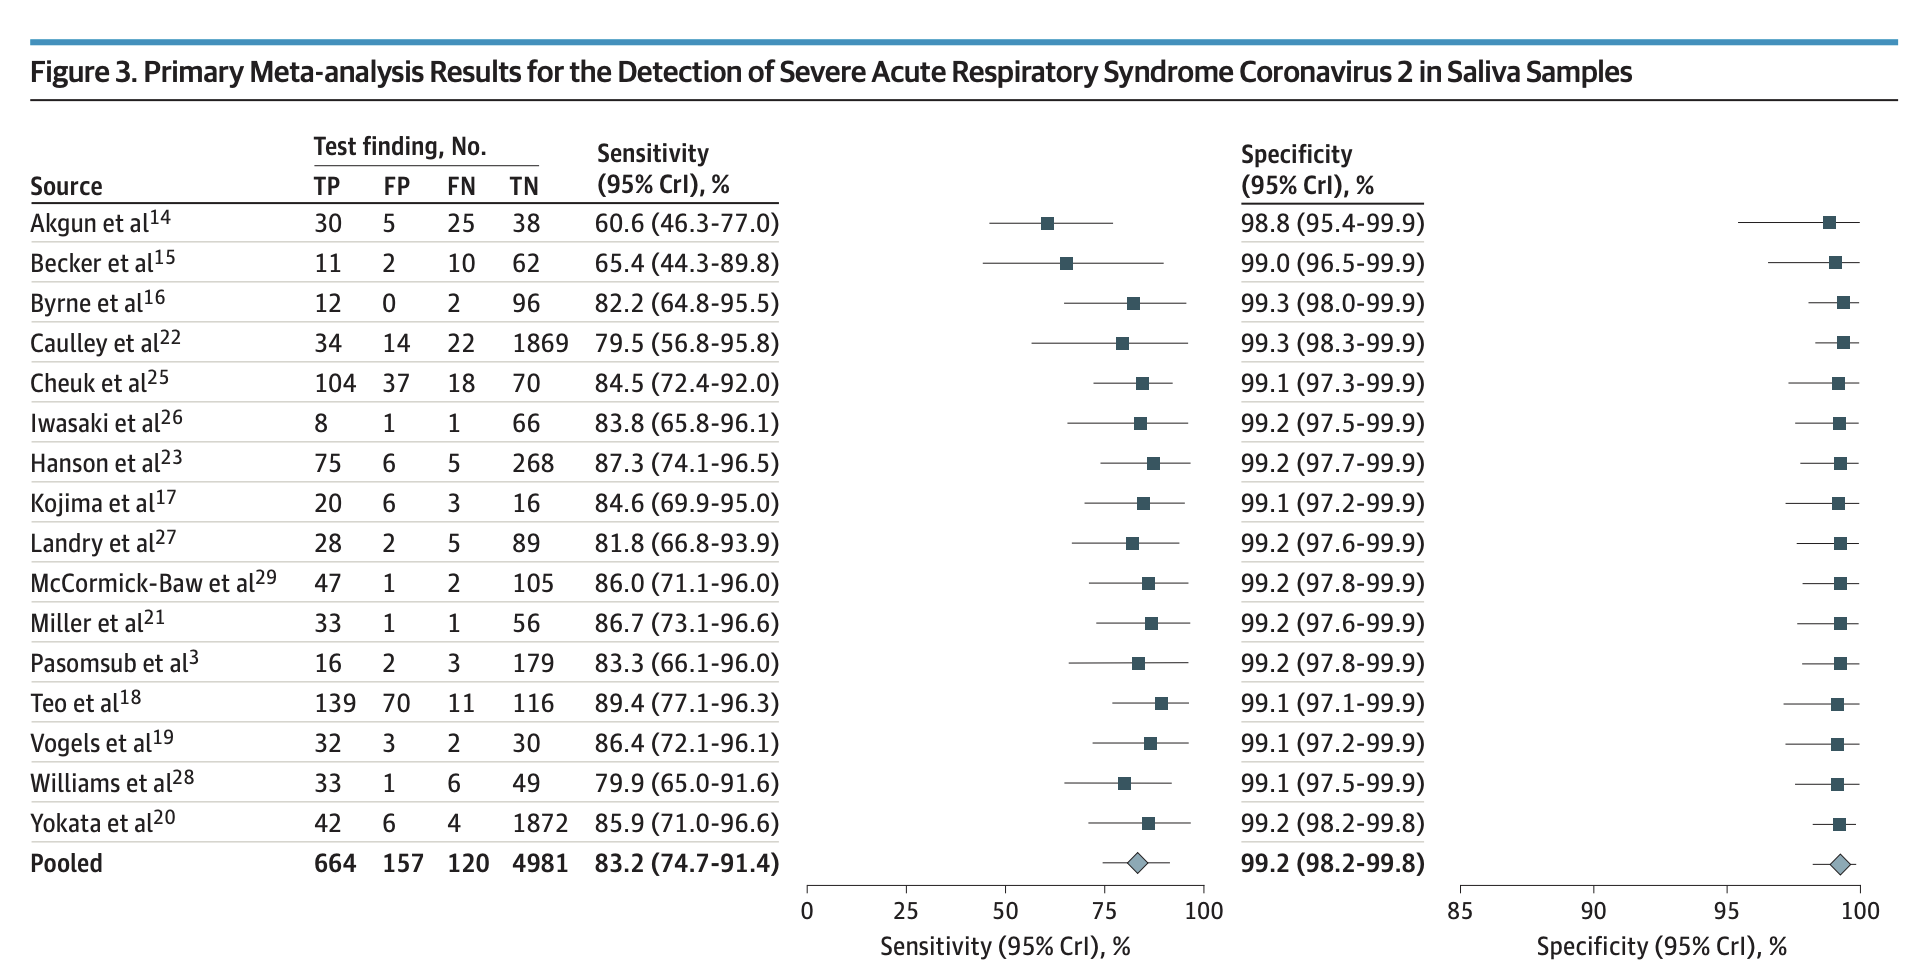 Figure 3. Primary Meta-analysis Results for the Detection of Severe Acute Respiratory Syndrome Coronavirus 2 in Saliva Samples
Test finding, No. Sensitivity Specificity
Source TP FP FN TN (95% CrI), % (95% CrI), %
Akgun et al14 30 5 25 38 60.6 (46.3-77.0) 98.8 (95.4-99.9)
Becker et al15 11 2 10 62 65.4 (44.3-89.8) 99.0 (96.5-99.9)
Byrne et al16 12 0 2 96 82.2 (64.8-95.5) 99.3 (98.0-99.9)
Caulley et al22 34 14 22 1869 79.5 (56.8-95.8) 99.3 (98.3-99.9)
Cheuk et al25 104 37 18 70 84.5 (72.4-92.0) 99.1 (97.3-99.9)
Iwasaki et al26 8 1 1 66 83.8 (65.8-96.1) 99.2 (97.5-99.9)
Hanson et al23 75 6 5 268 87.3 (74.1-96.5) 99.2 (97.7-99.9)
Kojima et al17 20 6 3 16 84.6 (69.9-95.0) 99.1 (97.2-99.9)
Landry et al27 28 2 5 89 81.8 (66.8-93.9) 99.2 (97.6-99.9)
McCormick-Baw et al29 47 1 2 105 86.0 (71.1-96.0) 99.2 (97.8-99.9)
Miller et al21 33 1 1 56 86.7 (73.1-96.6) 99.2 (97.6-99.9)
Pasomsub et al3 16 2 3 179 83.3 (66.1-96.0) 99.2 (97.8-99.9)
Teo et al18 139 70 11 116 89.4 (77.1-96.3) 99.1 (97.1-99.9)
Vogels et al19 32 3 2 30 86.4 (72.1-96.1) 99.1 (97.2-99.9)
Williams et al28 33 1 6 49 79.9 (65.0-91.6) 99.1 (97.5-99.9)
Yokata et al20 42 6 4 1872 85.9 (71.0-96.6) 99.2 (98.2-99.8)
Pooled 664 157 120 4981 83.2 (74.7-91.4) 99.2 (98.2-99.8)
0 25 50 75 100 85 90 95 100
Sensitivity (95% CrI), % Specificity (95% CrI), %